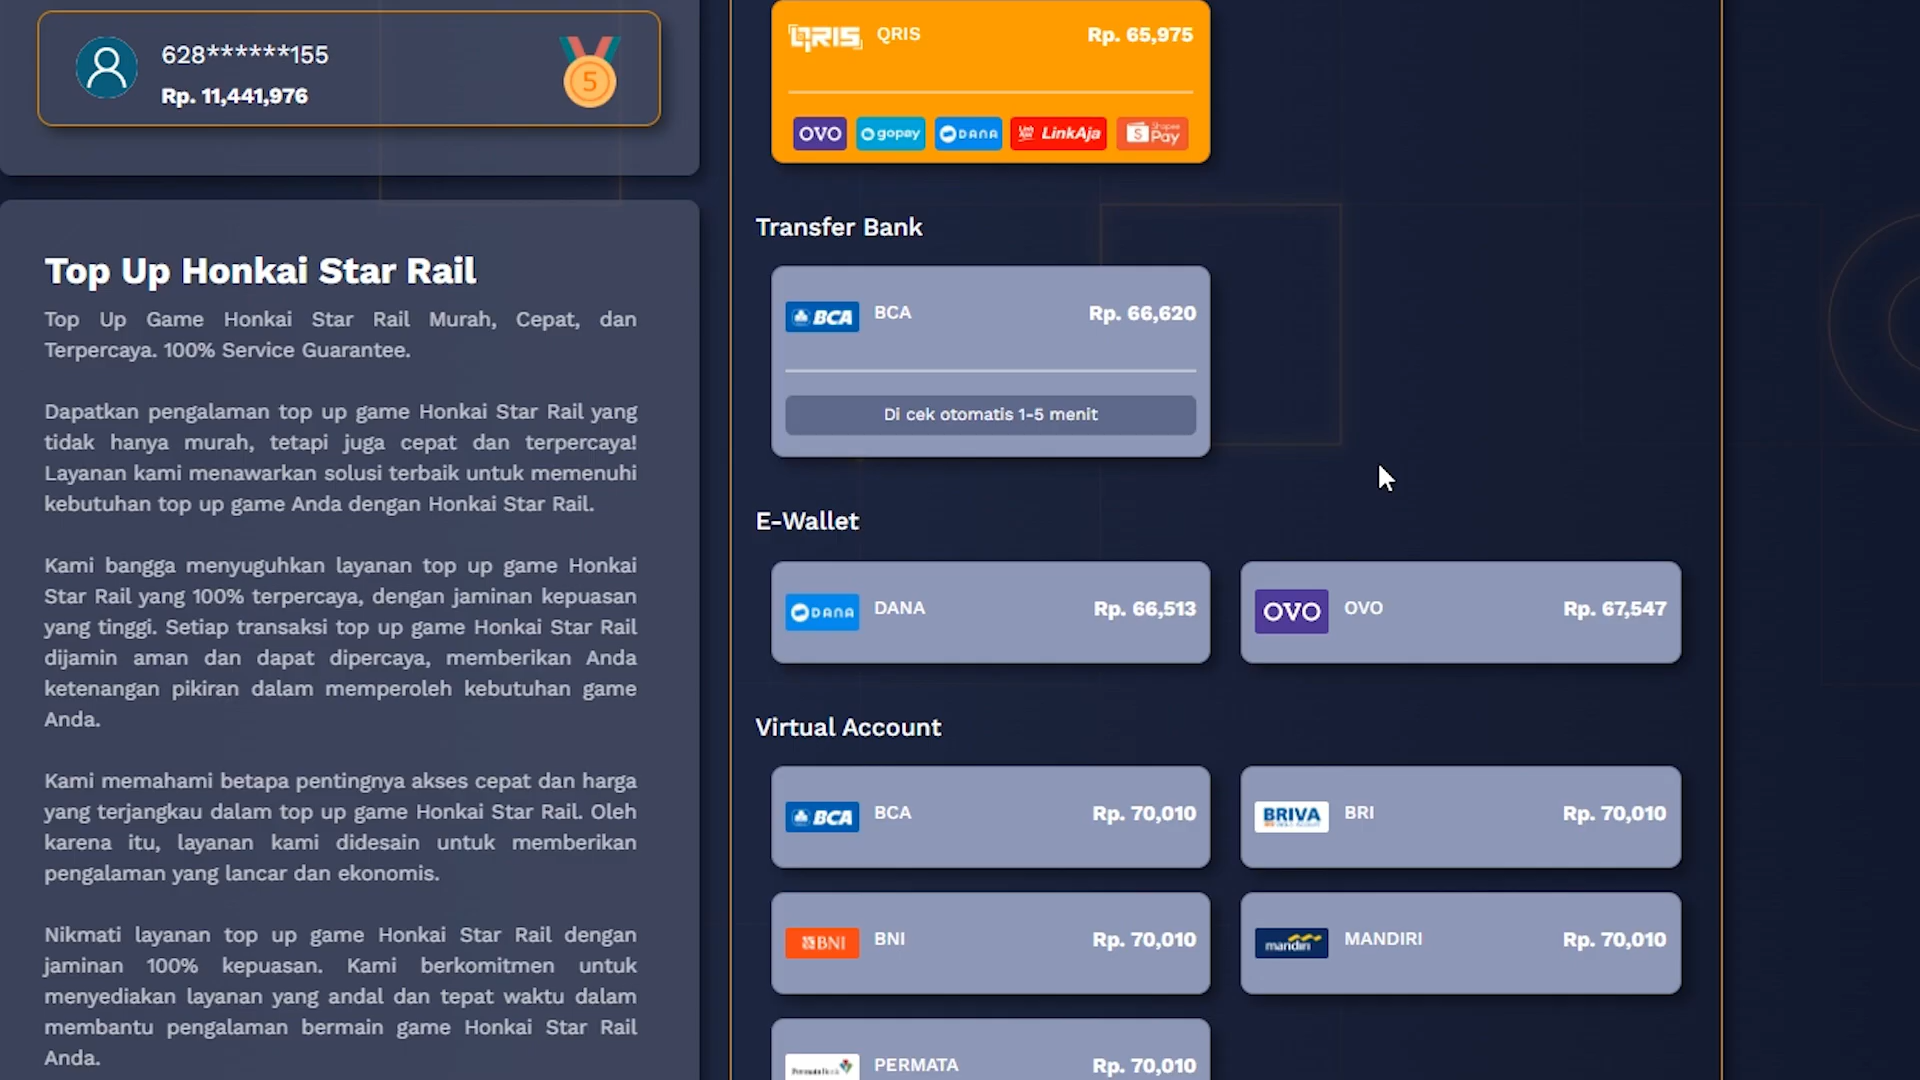 628******155
Rp. 11,441,976
5
Top Up Honkai Star Rail
Top Up Game Honkai Star Rail Murah, Cepat, dan
Terpercaya. 100% Service Guarantee.
Dapatkan pengalaman top up game Honkai Star Rail yang
tidak hanya murah, tetapi juga cepat dan terpercaya!
Layanan kami menawarkan solusi terbaik untuk memenuhi
kebutuhan top up game Anda dengan Honkai Star Rail.
Kami bangga menyuguhkan layanan top up game Honkai
Star Rail yang 100% terpercaya, dengan jaminan kepuasan
yang tinggi. Setiap transaksi top up game Honkai Star Rail
dijamin aman dan dapat dipercaya, memberikan Anda
ketenangan pikiran dalam memperoleh kebutuhan game
Anda.
Kami memahami betapa pentingnya akses cepat dan harga
yang terjangkau dalam top up game Honkai Star Rail. Oleh
karena itu, layanan kami didesain untuk memberikan
pengalaman yang lancar dan ekonomis.
Nikmati layanan top up game Honkai Star Rail dengan
jaminan 100% kepuasan. Kami berkomitmen untuk
menyediakan layanan yang andal dan tepat waktu dalam
membantu pengalaman bermain game Honkai Star Rail
Anda.
QRIS QRIS Rp. 65,975
OVO gopay DANA LinkAja Shopee Pay
Transfer Bank
BCA BCA Rp. 66,620
Di cek otomatis 1-5 menit
E-Wallet
DANA DANA Rp. 66,513
OVO OVO Rp. 67,547
Virtual Account
BCA BCA Rp. 70,010
BRIVA BRI Rp. 70,010
BNI BNI Rp. 70,010
mandiri MANDIRI Rp. 70,010
PermataBank PERMATA Rp. 70,010